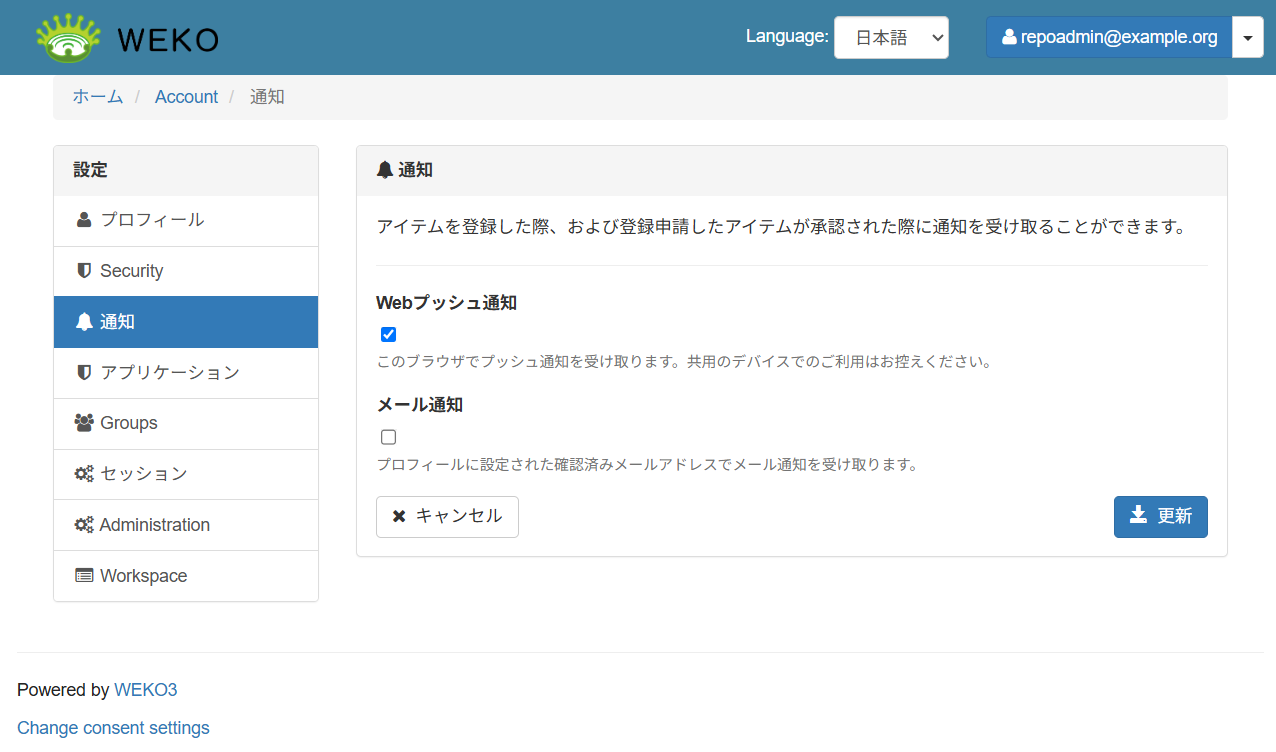 WEKO
Language: 日本語 repoadmin@example.org
ホーム / Account / 通知
設定
プロフィール
Security
通知
アプリケーション
Groups
セッション
Administration
Workspace
通知
アイテムを登録した際、および登録申請したアイテムが承認された際に通知を受け取ることができます。
Webプッシュ通知
このブラウザでプッシュ通知を受け取ります。共用のデバイスでのご利用はお控えください。
メール通知
プロフィールに設定された確認済みメールアドレスでメール通知を受け取ります。
キャンセル
更新
Powered by WEKO3
Change consent settings